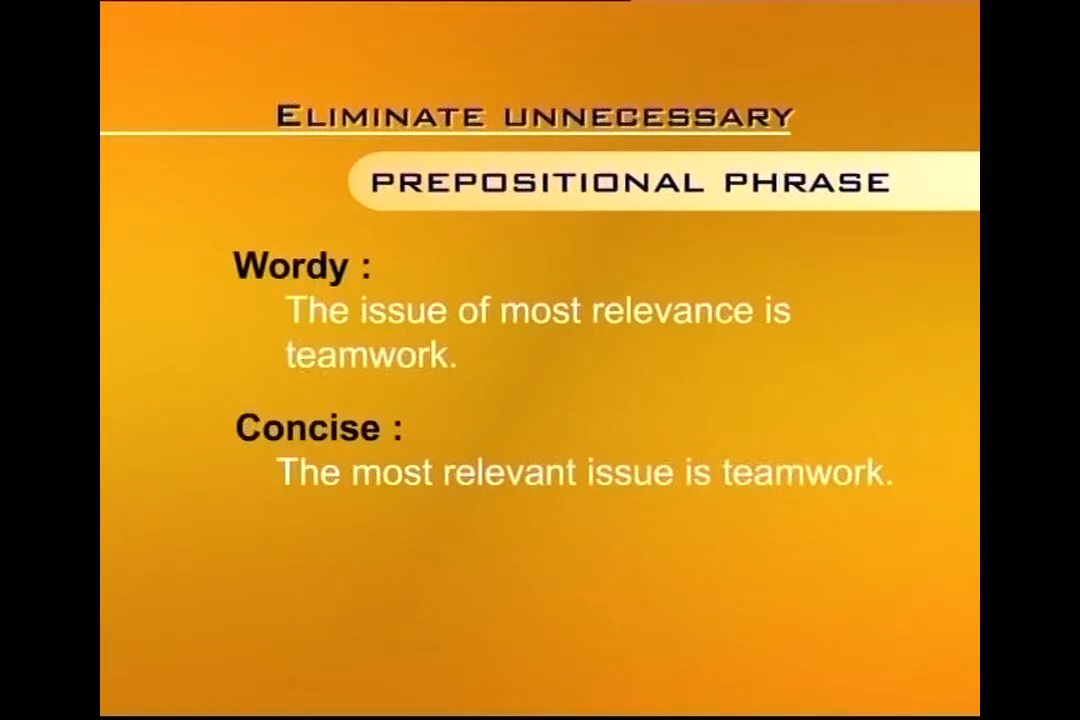 ELIMINATE UNNECESSARY
PREPOSITIONAL PHRASE
Wordy :
The issue of most relevance is
teamwork.
Concise :
The most relevant issue is teamwork.